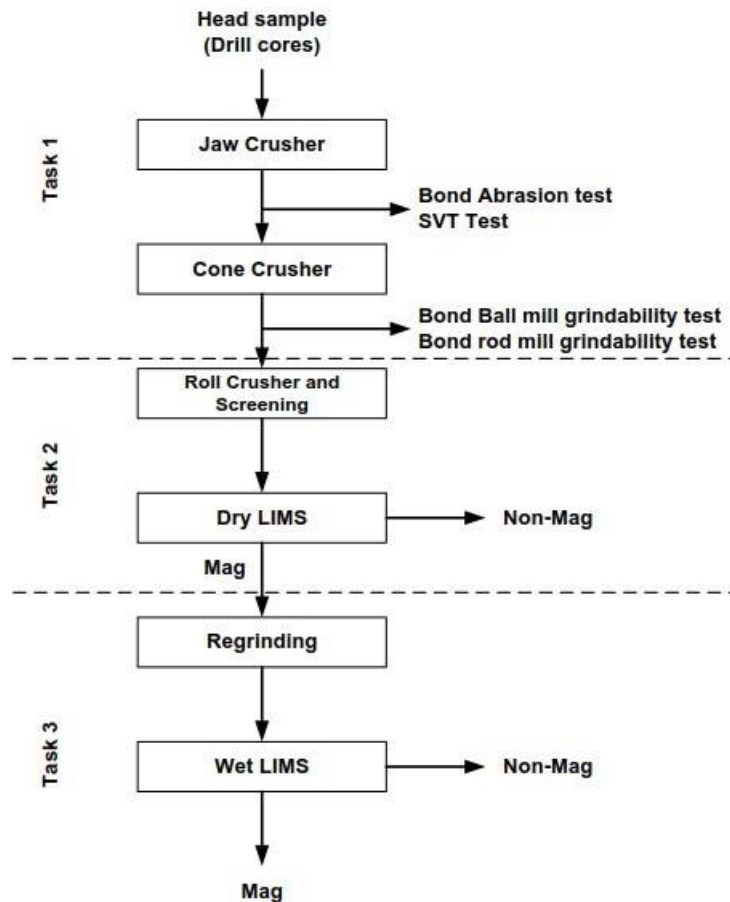 Head sample
(Drill cores)
Task 1
Jaw Crusher
Bond Abrasion test
SVT Test
Cone Crusher
Bond Ball mill grindability test
Bond rod mill grindability test
Task 2
Roll Crusher and
Screening
Dry LIMS
Non-Mag
Mag
Task 3
Regrinding
Wet LIMS
Non-Mag
Mag